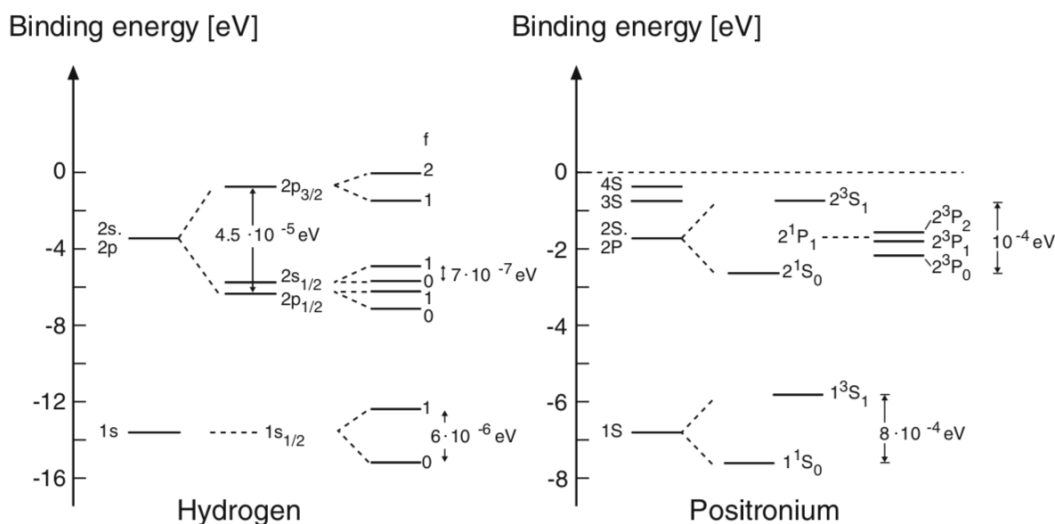 Binding energy [eV]
f
0
-4
-8
-12
-16
2s.
2p
1s
2p3/2
4.5 · 10 -5 eV
2s1/2
2p1/2
1s1/2
2
1
1
0
1
0
7 · 10 -7 eV
1
0
6 · 10 -6 eV
Hydrogen
Binding energy [eV]
0
-2
-4
-6
-8
4S
3S
2S.
2P
1S
2³S₁
2¹P₁
2¹S₀
2³P₂
2³P₁
2³P₀
10 -4 eV
1³S₁
1¹S₀
8 · 10 -4 eV
Positronium